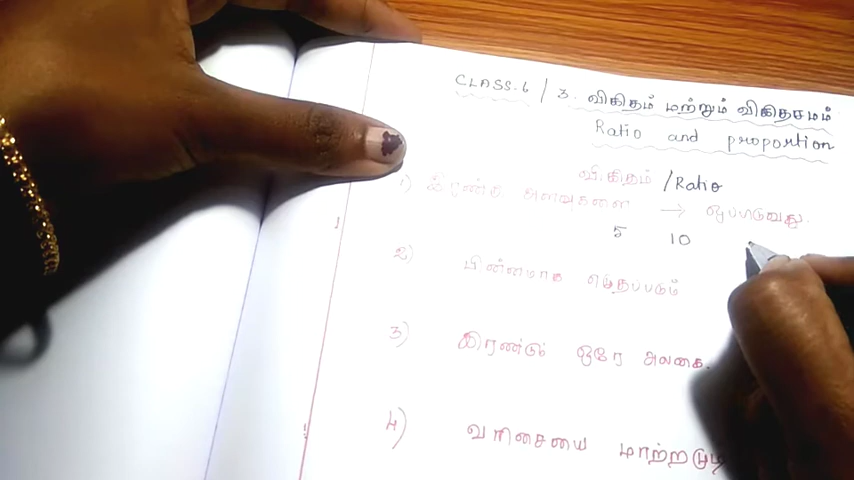 CLASS-6 / 3. விகிதம் மற்றும் விகிதசமம்
Ratio and proportion
விகிதம் / Ratio
1) இரண்டு அளவுகளை → ஒப்பிடுவது.
5 10
2) பின்னமாக எழுதப்படும்
3) இரண்டும் ஒரே அலகு.
4) வரிசையை மாற்றமுடி